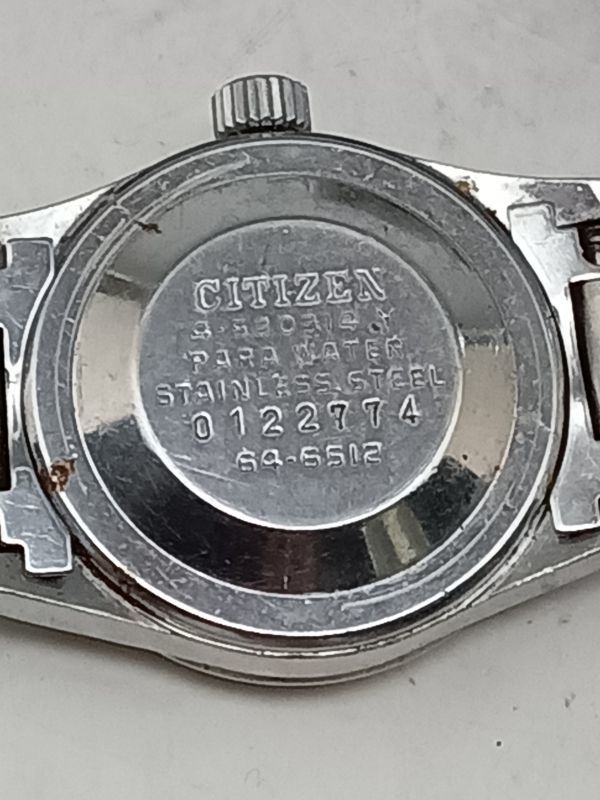 CITIZEN
PARA WATER
STAINLESS STEEL
0122774
64-6512